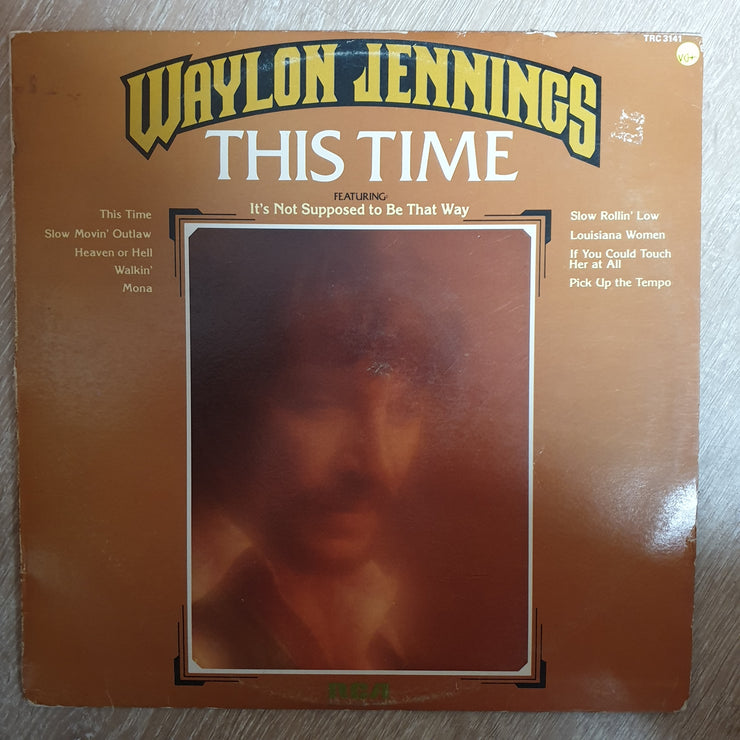 TRC 3141
VG+
WAYLON JENNINGS
THIS TIME
FEATURING:
It's Not Supposed to Be That Way
This Time
Slow Movin' Outlaw
Heaven or Hell
Walkin'
Mona
Slow Rollin' Low
Louisiana Women
If You Could Touch
Her at All
Pick Up the Tempo
RCA